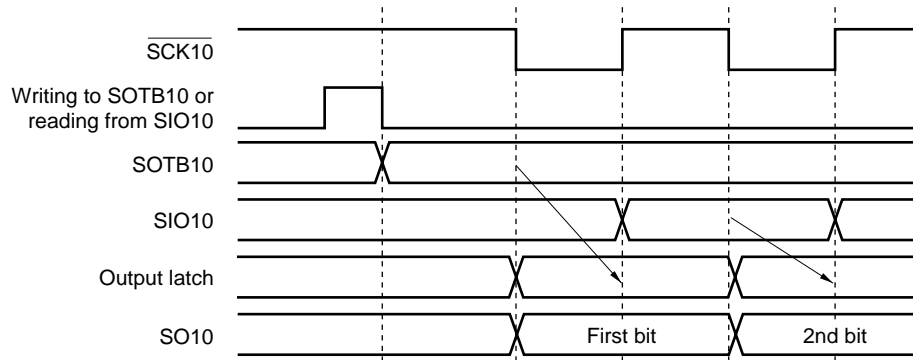 SCK10
Writing to SOTB10 or
reading from SIO10
SOTB10
SIO10
Output latch
SO10
First bit
2nd bit